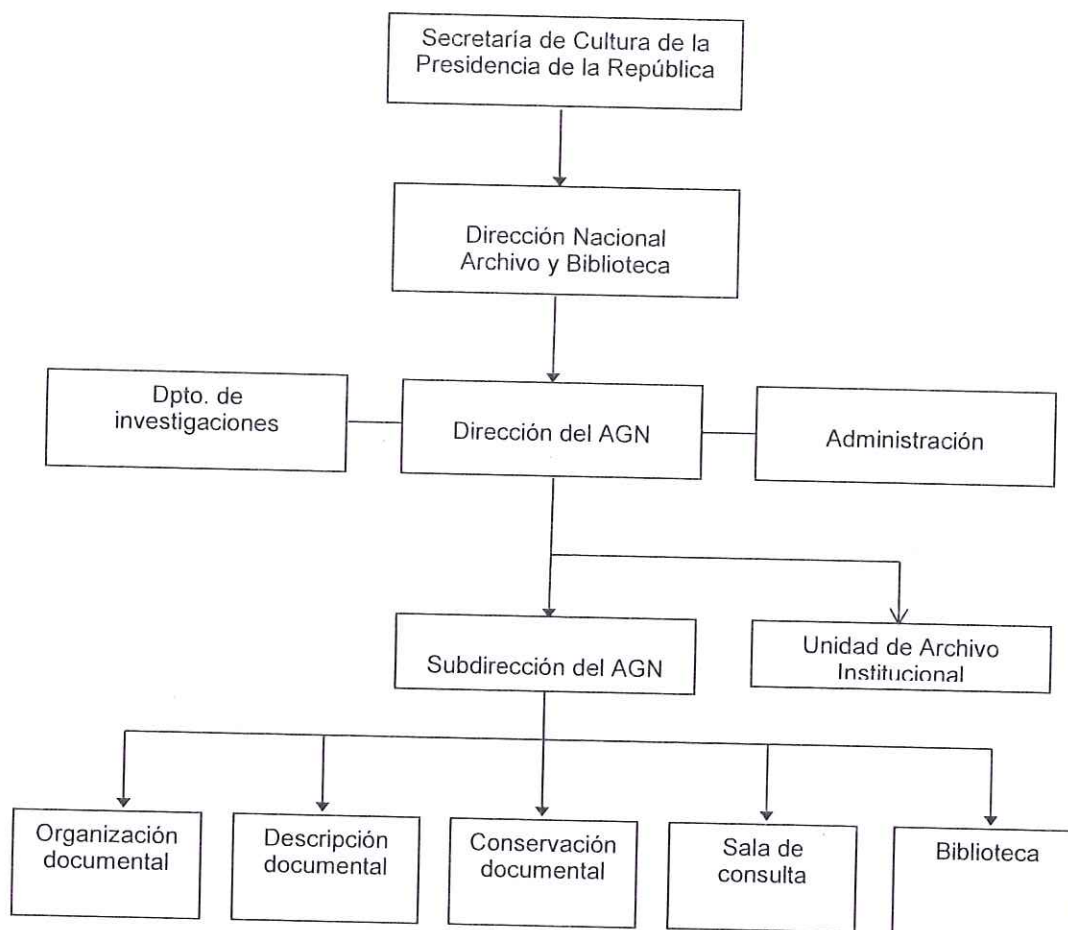 Secretaría de Cultura de la
Presidencia de la República
Dirección Nacional
Archivo y Biblioteca
Dpto. de
investigaciones
Dirección del AGN
Administración
Subdirección del AGN
Unidad de Archivo
Institucional
Organización
documental
Descripción
documental
Conservación
documental
Sala de
consulta
Biblioteca